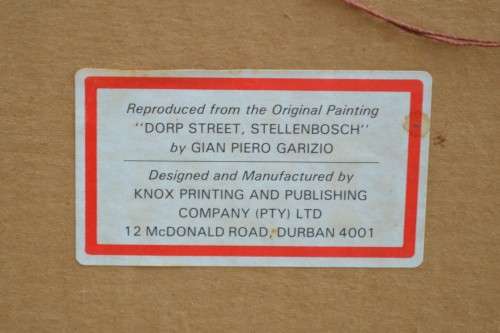 Reproduced from the Original Painting
"DORP STREET, STELLENBOSCH"
by GIAN PIERO GARIZIO
Designed and Manufactured by
KNOX PRINTING AND PUBLISHING
COMPANY (PTY) LTD
12 McDONALD ROAD, DURBAN 4001